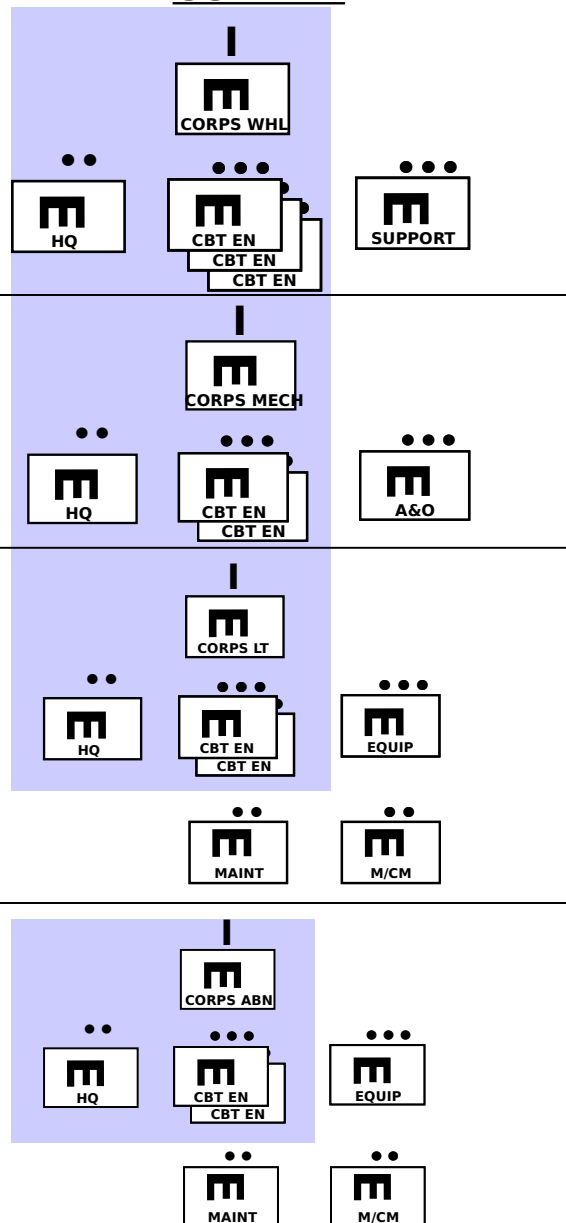 CORPS WHL
HQ
CBT EN
SUPPORT
CBT EN
CBT EN
CORPS MECH
HQ
CBT EN
A&O
CBT EN
CORPS LT
HQ
CBT EN
EQUIP
CBT EN
MAINT
M/CM
CORPS ABN
HQ
CBT EN
EQUIP
CBT EN
MAINT
M/CM